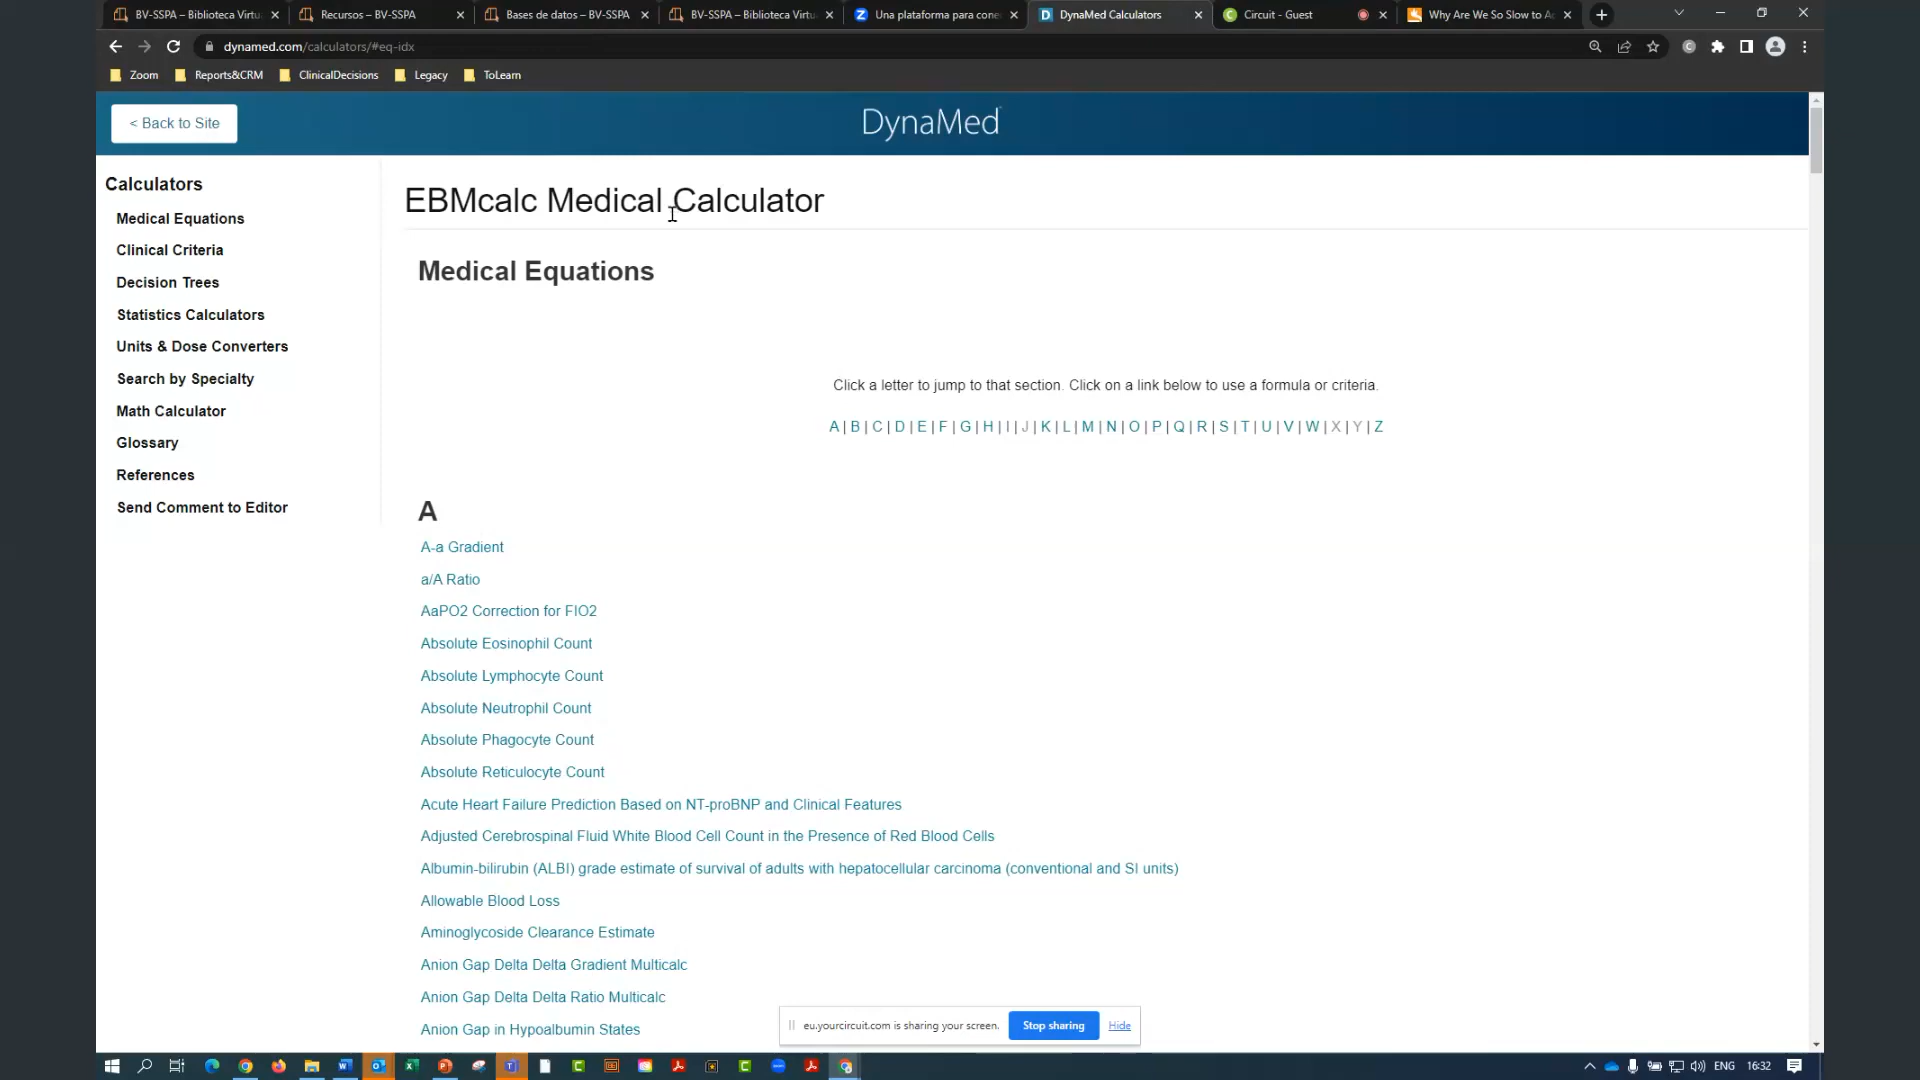 BV-SSPA – Biblioteca Virtu
Recursos – BV-SSPA
Bases de datos – BV-SSPA
BV-SSPA – Biblioteca Virtu
Una plataforma para cone
DynaMed Calculators
Circuit - Guest
Why Are We So Slow to A
dynamed.com/calculators/#eq-idx
Zoom
Reports&CRM
ClinicalDecisions
Legacy
ToLearn
< Back to Site
DynaMed
Calculators
Medical Equations
Clinical Criteria
Decision Trees
Statistics Calculators
Units & Dose Converters
Search by Specialty
Math Calculator
Glossary
References
Send Comment to Editor
EBMcalc Medical Calculator
Medical Equations
Click a letter to jump to that section. Click on a link below to use a formula or criteria.
A | B | C | D | E | F | G | H | I | J | K | L | M | N | O | P | Q | R | S | T | U | V | W | X | Y | Z
A
A-a Gradient
a/A Ratio
AaPO2 Correction for FIO2
Absolute Eosinophil Count
Absolute Lymphocyte Count
Absolute Neutrophil Count
Absolute Phagocyte Count
Absolute Reticulocyte Count
Acute Heart Failure Prediction Based on NT-proBNP and Clinical Features
Adjusted Cerebrospinal Fluid White Blood Cell Count in the Presence of Red Blood Cells
Albumin-bilirubin (ALBI) grade estimate of survival of adults with hepatocellular carcinoma (conventional and SI units)
Allowable Blood Loss
Aminoglycoside Clearance Estimate
Anion Gap Delta Delta Gradient Multicalc
Anion Gap Delta Delta Ratio Multicalc
Anion Gap in Hypoalbumin States
eu.yourcircuit.com is sharing your screen.
Stop sharing
Hide
ENG
16:32